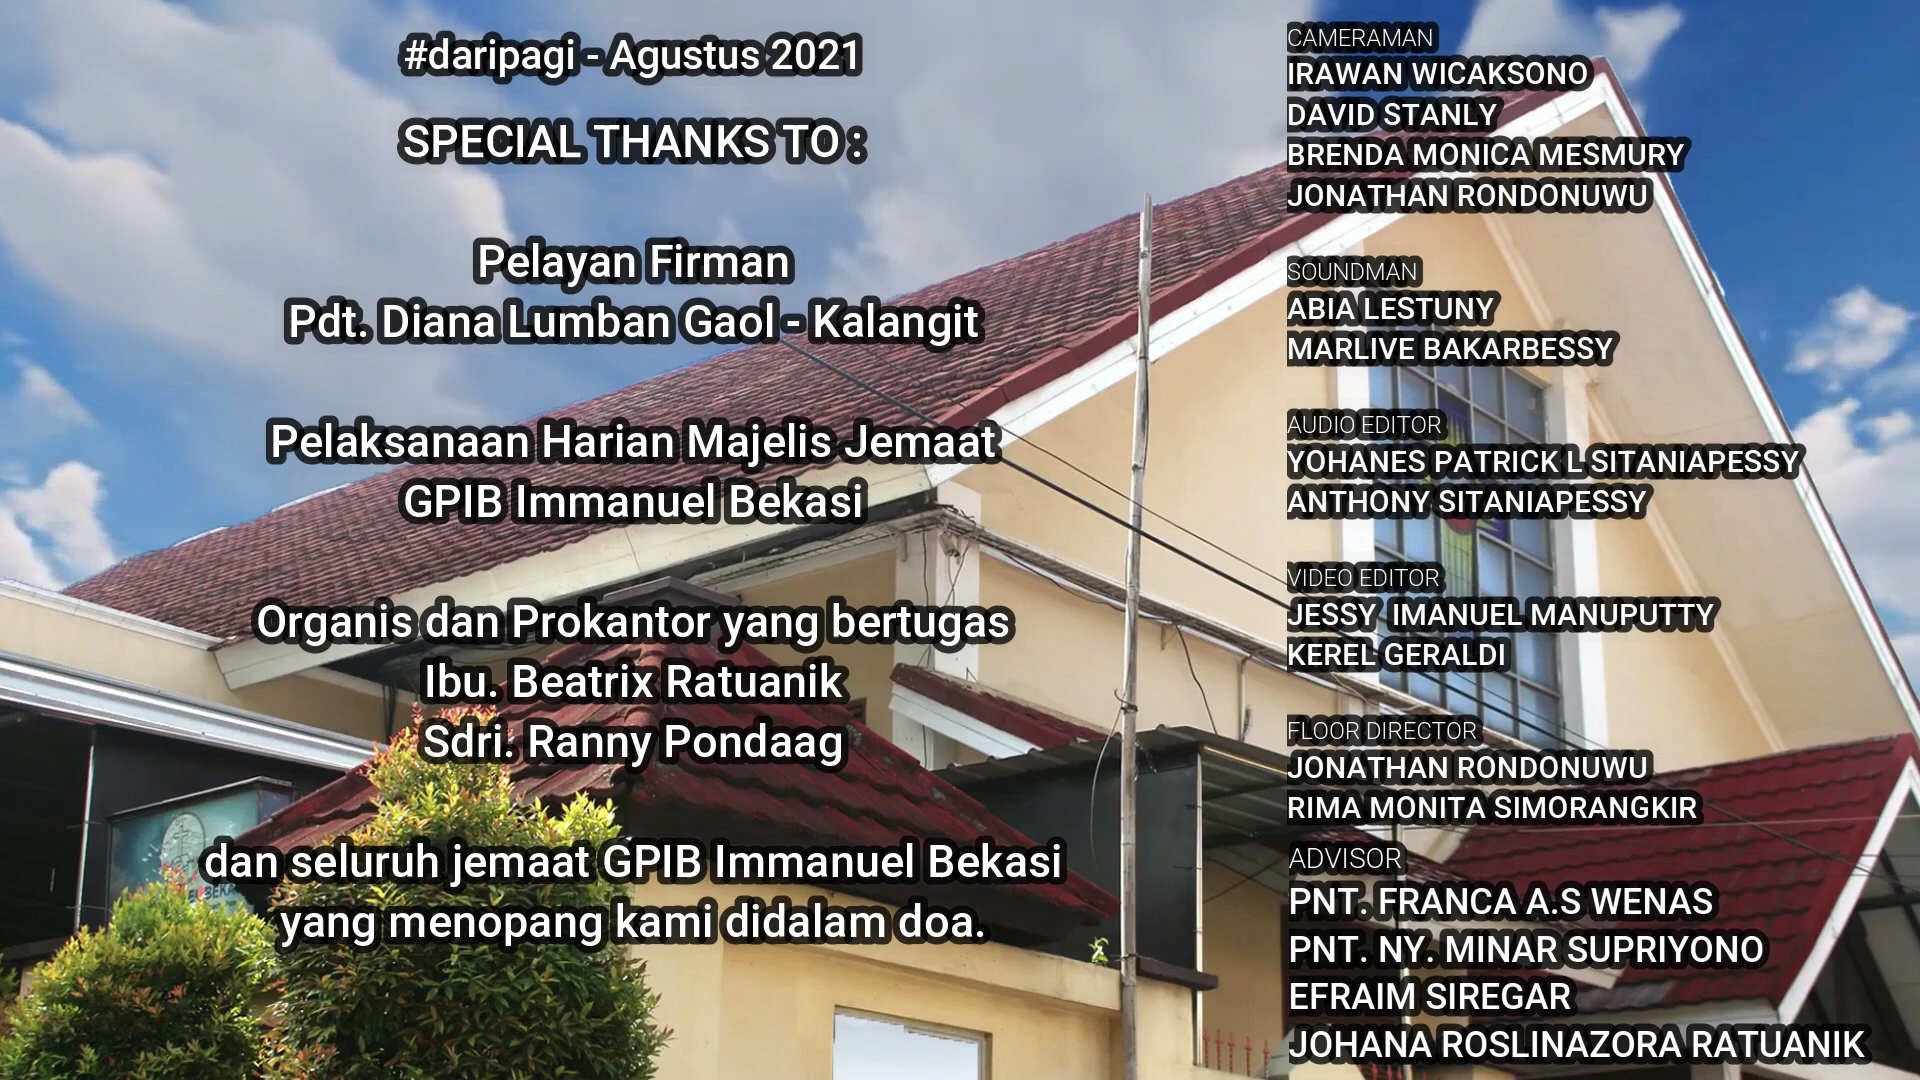 #daripagi - Agustus 2021
SPECIAL THANKS TO :
Pelayan Firman
Pdt. Diana Lumban Gaol - Kalangit
Pelaksanaan Harian Majelis Jemaat
GPIB Immanuel Bekasi
Organis dan Prokantor yang bertugas
Ibu. Beatrix Ratuanik
Sdri. Ranny Pondaag
dan seluruh jemaat GPIB Immanuel Bekasi
yang menopang kami didalam doa.
CAMERAMAN
IRAWAN WICAKSONO
DAVID STANLY
BRENDA MONICA MESMURY
JONATHAN RONDONUWU
SOUNDMAN
ABIA LESTUNY
MARLIVE BAKARBESSY
AUDIO EDITOR
YOHANES PATRICK L SITANIAPESSY
ANTHONY SITANIAPESSY
VIDEO EDITOR
JESSY  IMANUEL MANUPUTTY
KEREL GERALDI
FLOOR DIRECTOR
JONATHAN RONDONUWU
RIMA MONITA SIMORANGKIR
ADVISOR
PNT. FRANCA A.S WENAS
PNT. NY. MINAR SUPRIYONO
EFRAIM SIREGAR
JOHANA ROSLINAZORA RATUANIK